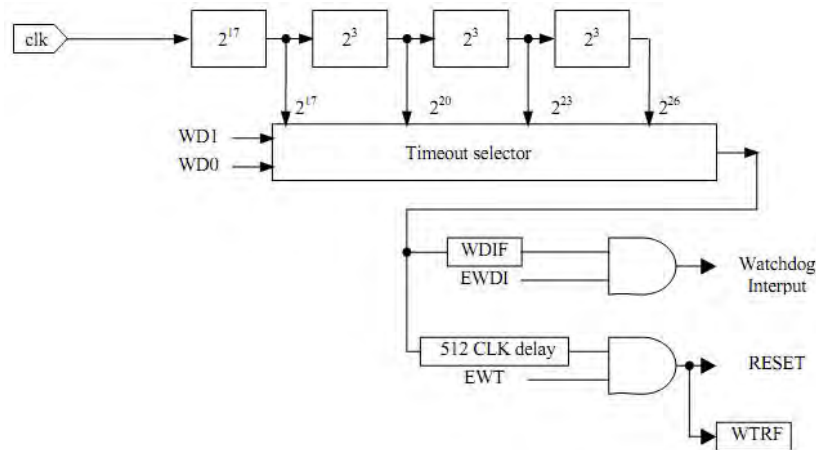 clk
2^17
2^3
2^3
2^3
2^17
2^20
2^23
2^26
WD1
WD0
Timeout selector
WDIF
EWDI
Watchdog
Interput
512 CLK delay
EWT
RESET
WTRF